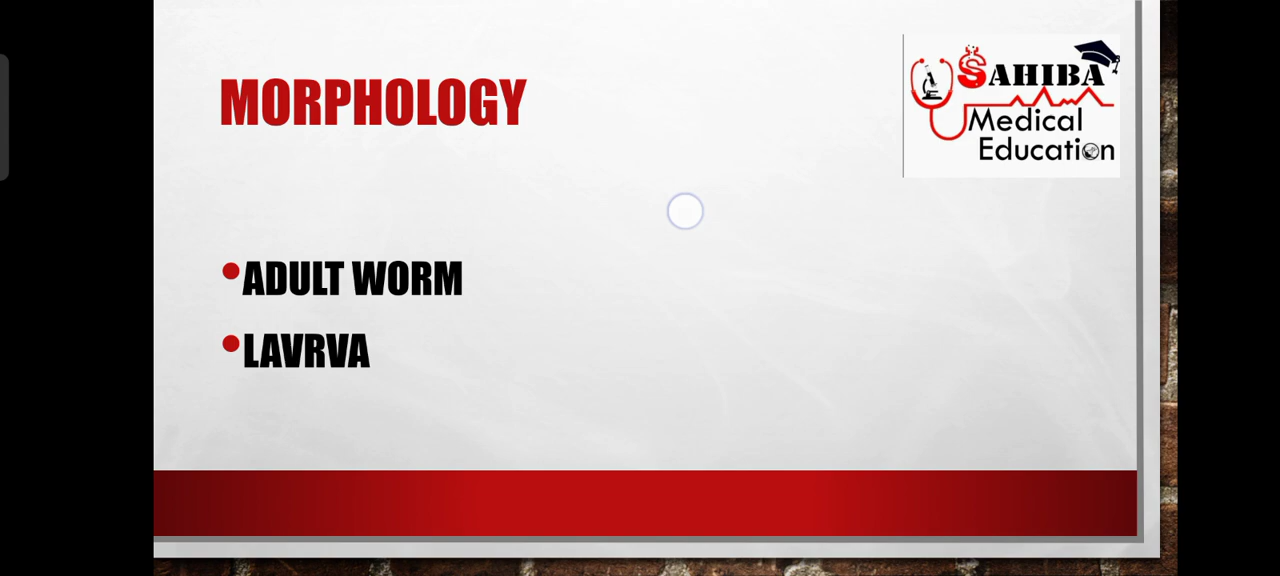 MORPHOLOGY
SAHIBA
Medical
Education
•ADULT WORM
•LAVRVA